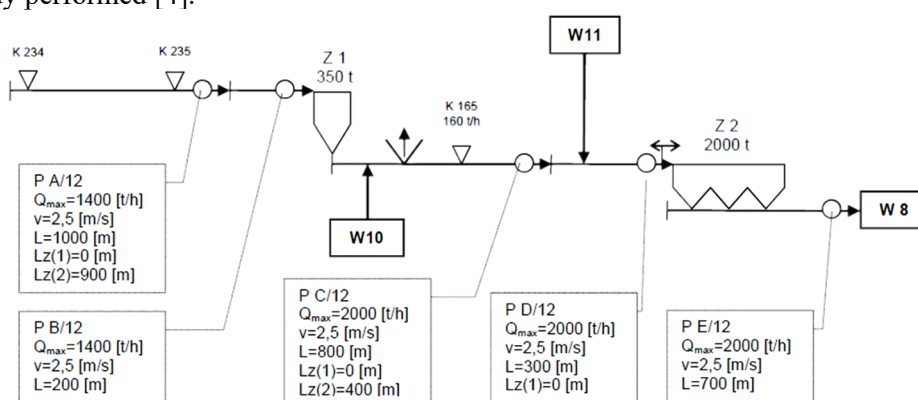 y performed [4].
K 234
K 235
Z 1
350 t
W11
K 165
160 t/h
Z 2
2000 t
W10
W 8
P A/12
Qmax=1400 [t/h]
v=2,5 [m/s]
L=1000 [m]
Lz(1)=0 [m]
Lz(2)=900 [m]
P B/12
Qmax=1400 [t/h]
v=2,5 [m/s]
L=200 [m]
P C/12
Qmax=2000 [t/h]
v=2,5 [m/s]
L=800 [m]
Lz(1)=0 [m]
Lz(2)=400 [m]
P D/12
Qmax=2000 [t/h]
v=2,5 [m/s]
L=300 [m]
Lz(1)=0 [m]
P E/12
Qmax=2000 [t/h]
v=2,5 [m/s]
L=700 [m]